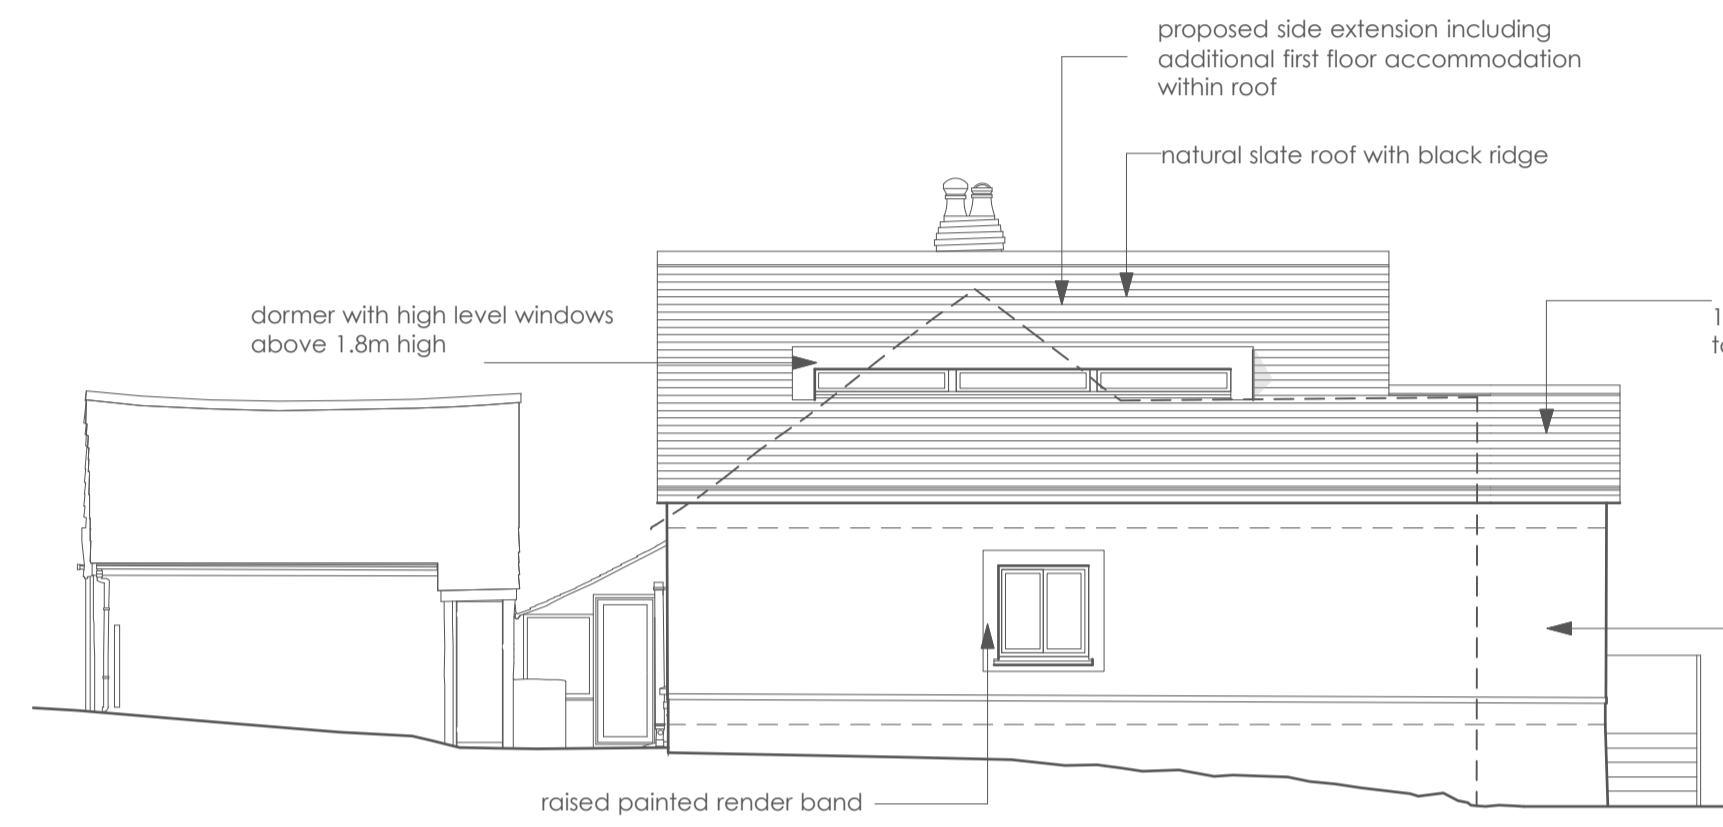 proposed side extension including
additional first floor accommodation
within roof
natural slate roof with black ridge
dormer with high level windows
above 1.8m high
raised painted render band